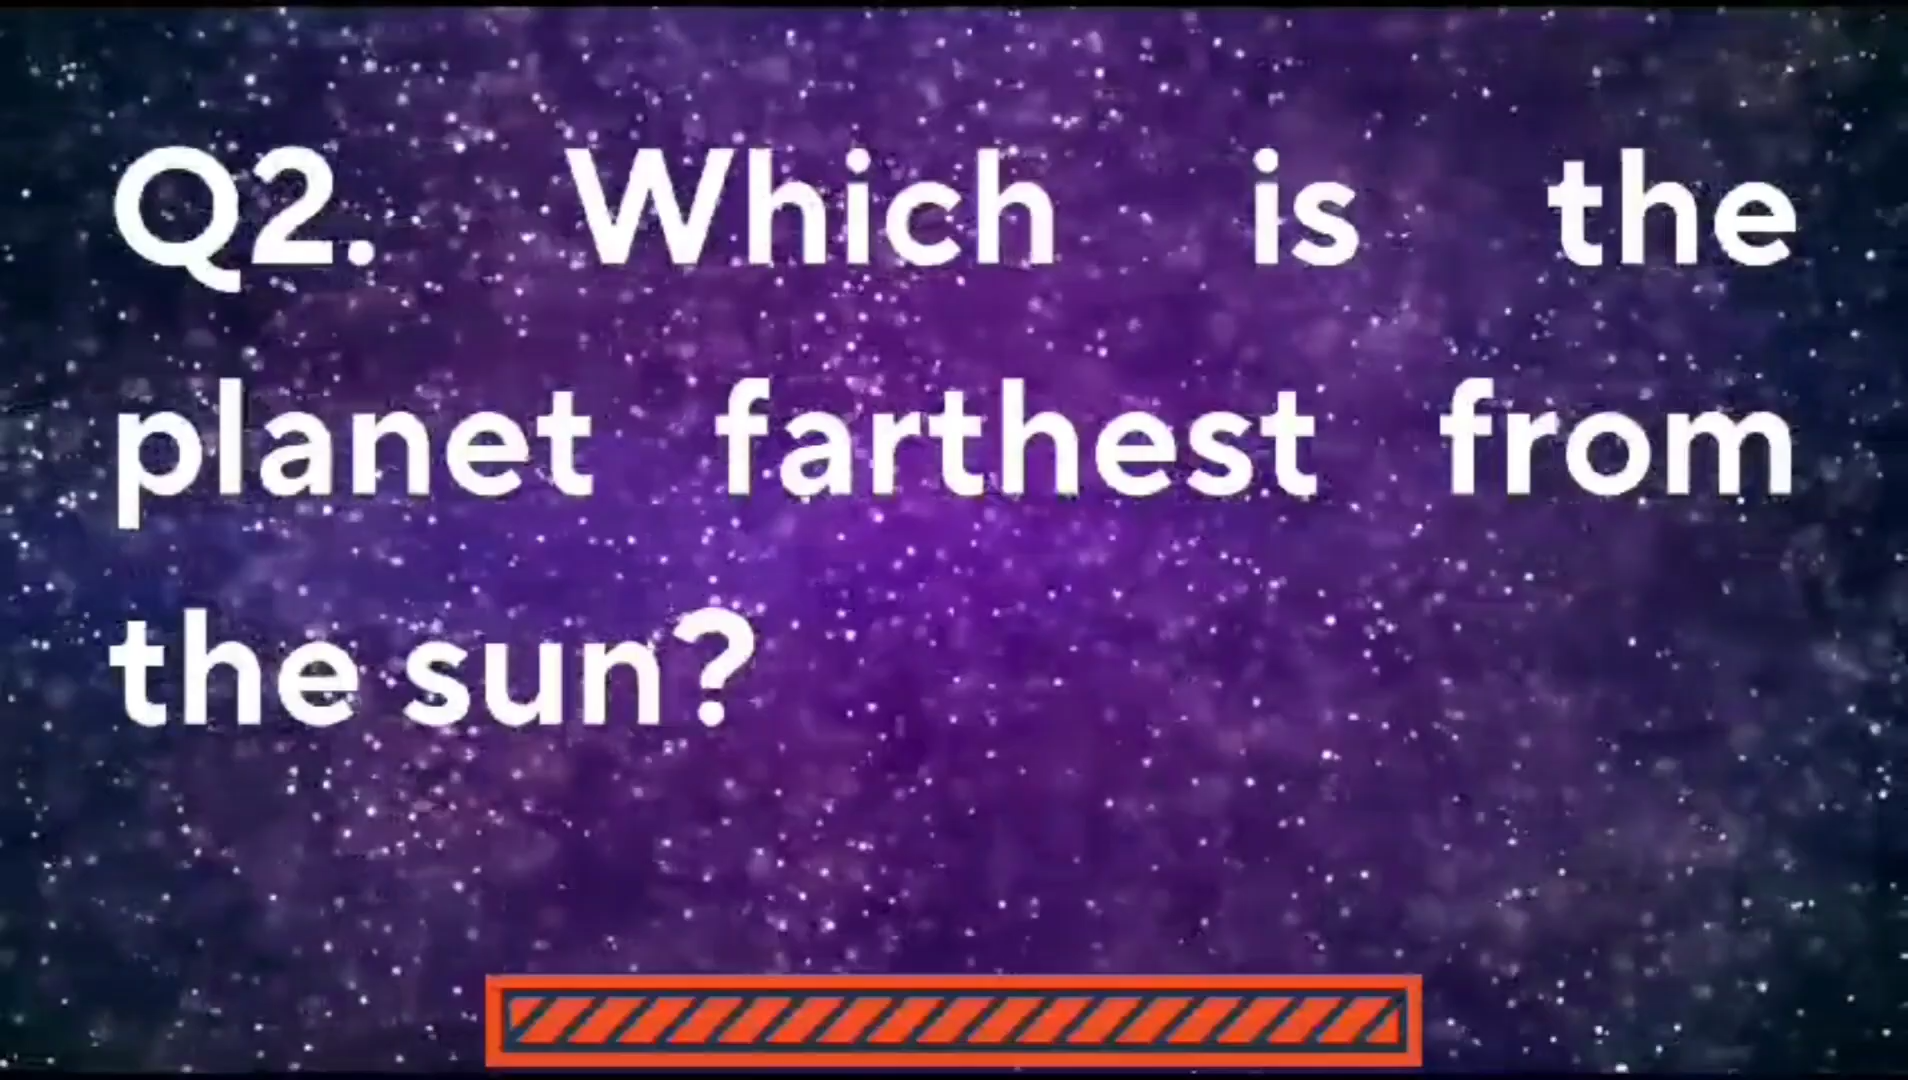 Q2. Which is the
planet farthest from
the sun?